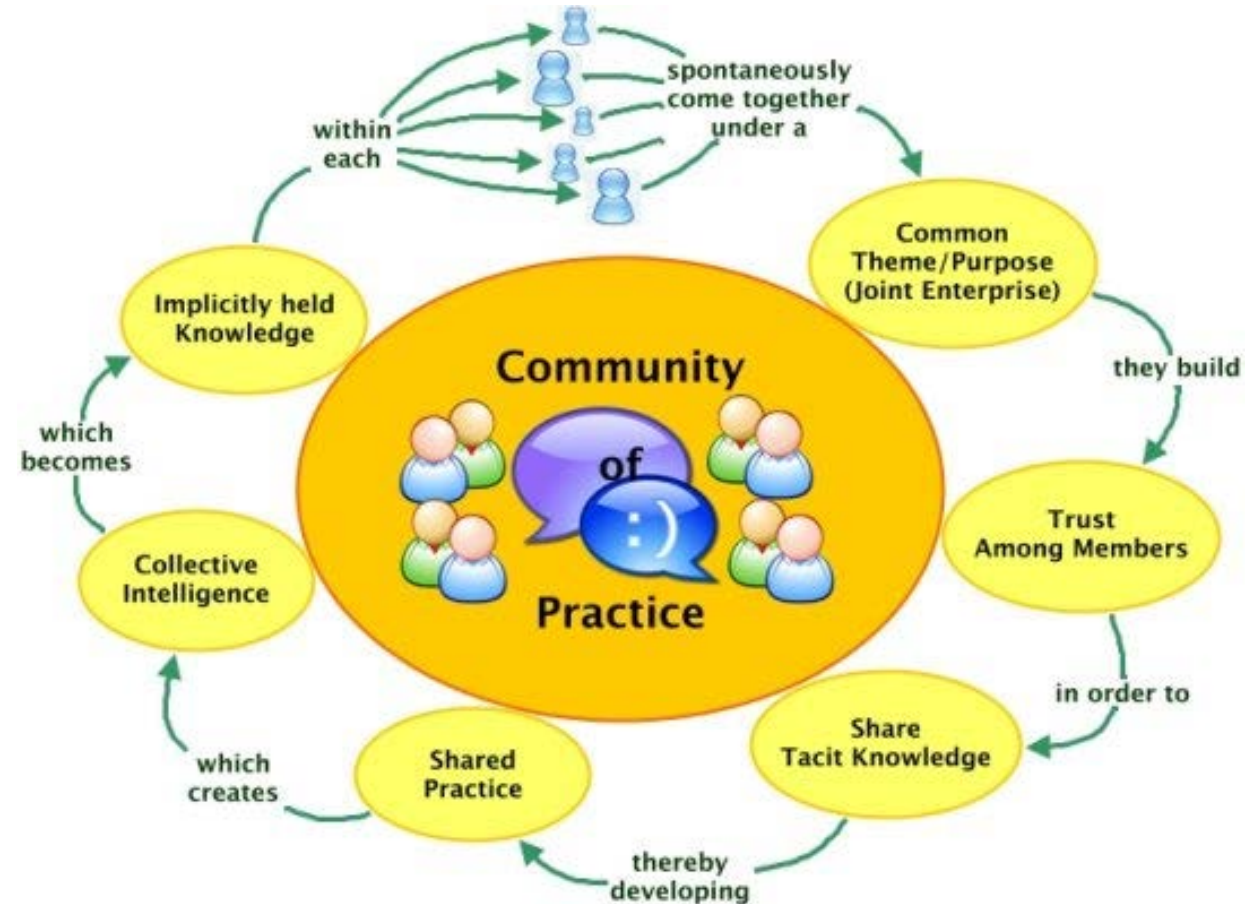 within
each
spontaneously
come together
under a
Common
Theme/Purpose
(Joint Enterprise)
they build
Trust
Among Members
in order to
Share
Tacit Knowledge
thereby
developing
Shared
Practice
which
creates
Collective
Intelligence
which
becomes
Implicitly held
Knowledge
Community
of
:)
Practice